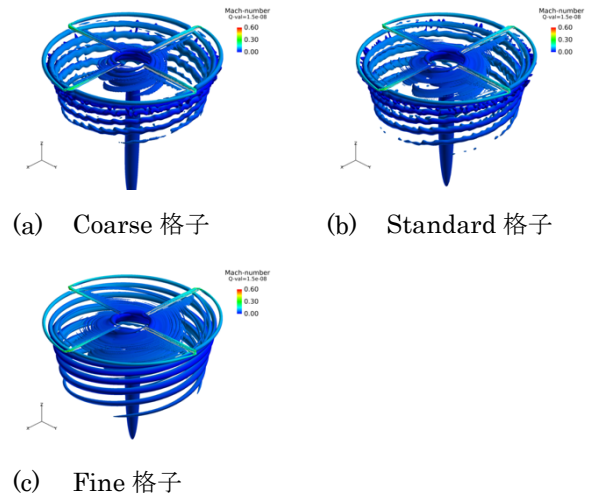 Mach-number
Q-val=1.5e-08
0.60
0.30
0.00
Z
X
Y
(a) Coarse 格子
Mach-number
Q-val=1.5e-08
0.60
0.30
0.00
Z
X
Y
(b) Standard 格子
Mach-number
Q-val=1.5e-08
0.60
0.30
0.00
Z
X
Y
(c) Fine 格子